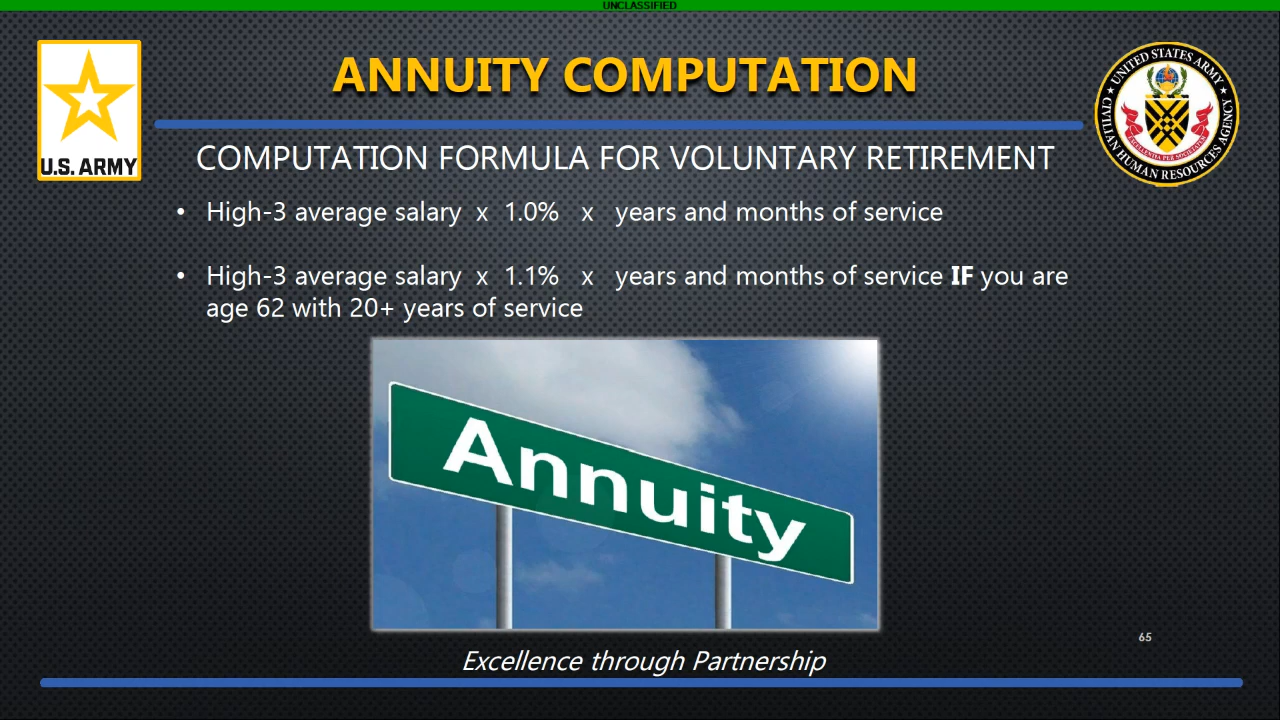 UNCLASSIFIED
ANNUITY COMPUTATION
U.S. ARMY
UNITED STATES ARMY
CIVILIAN HUMAN RESOURCES AGENCY
COMPUTATION FORMULA FOR VOLUNTARY RETIREMENT
• High-3 average salary x 1.0% x years and months of service
• High-3 average salary x 1.1% x years and months of service IF you are
age 62 with 20+ years of service
Annuity
65
Excellence through Partnership